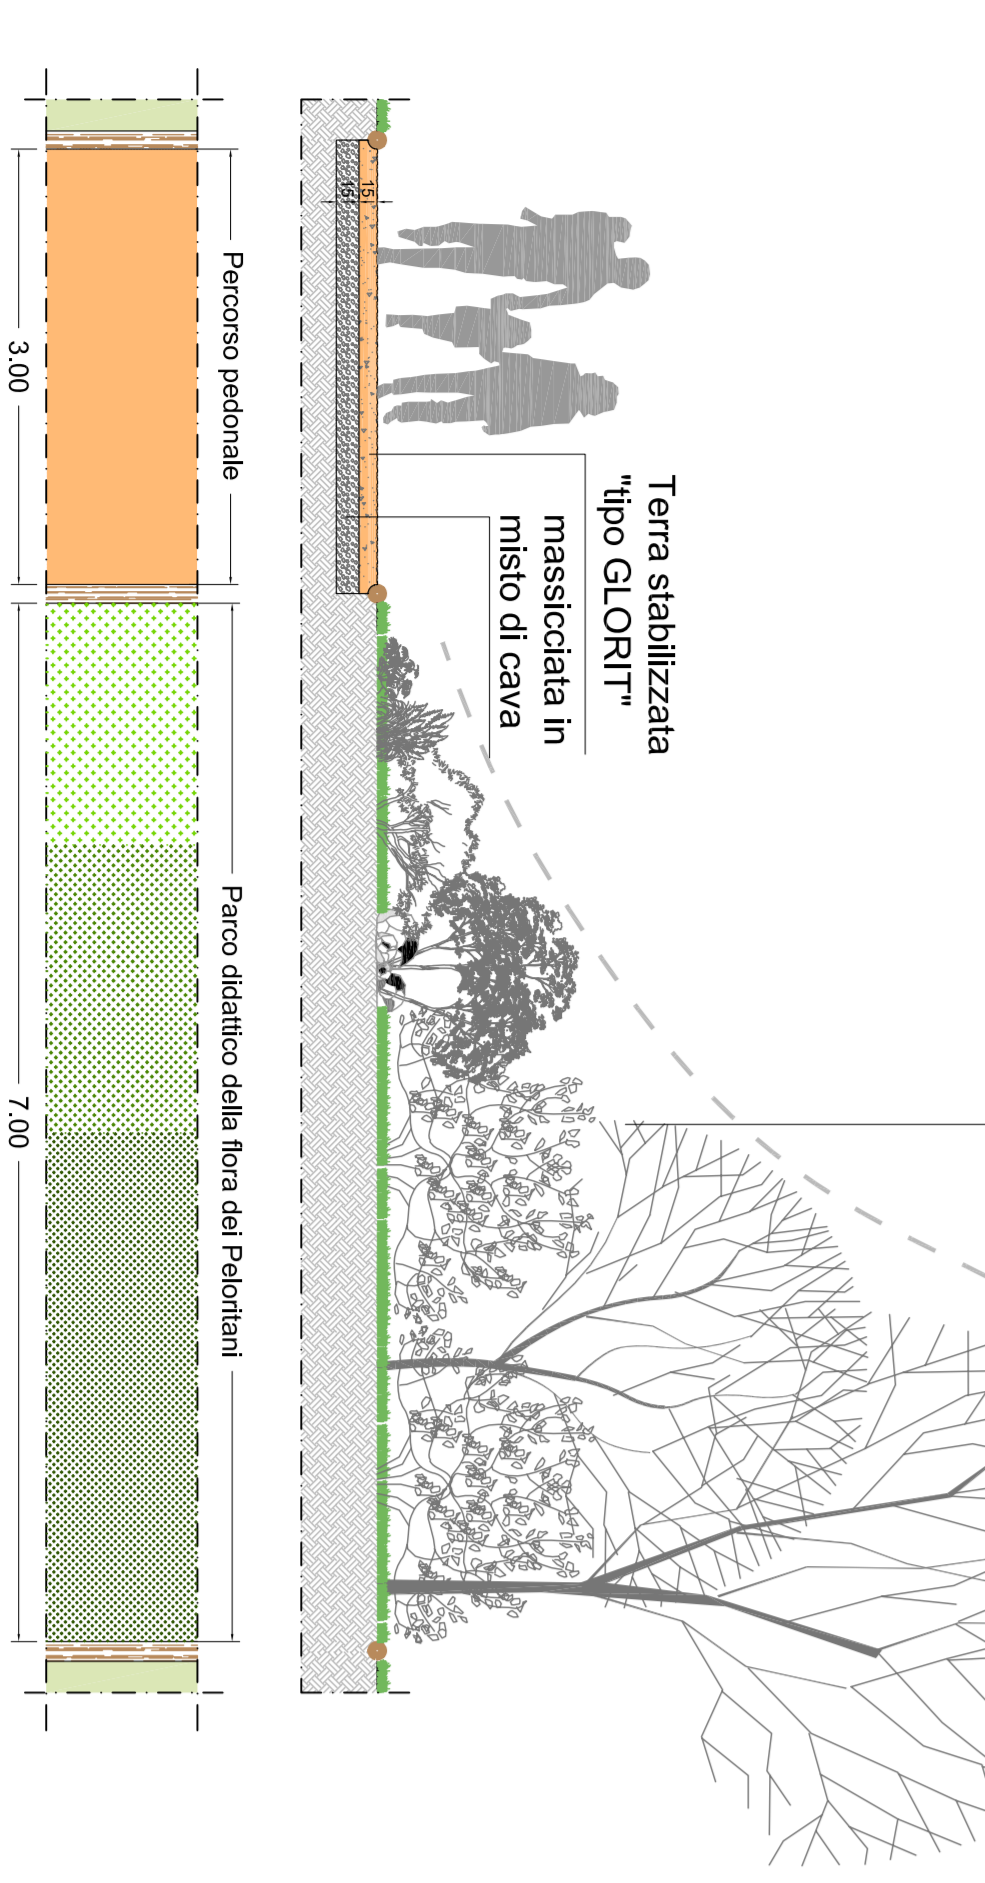 Terra stabilizzata
"tipo GLORIT"
massicciata in
misto di cava
15
15
Percorso pedonale
Parco didattico della flora dei Peloritani
3.00
7.00